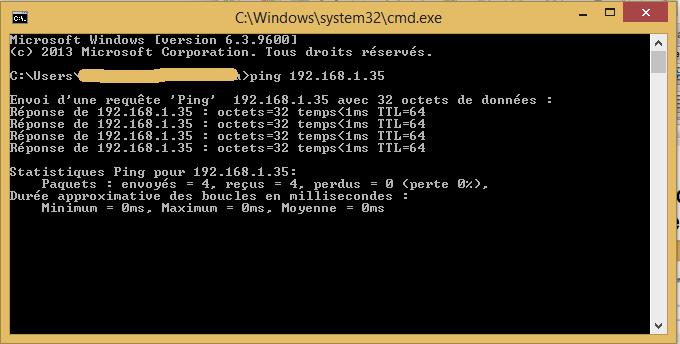 C:\Windows\system32\cmd.exe
Microsoft Windows [version 6.3.9600]
(c) 2013 Microsoft Corporation. Tous droits réservés.
C:\Users\ a>ping 192.168.1.35
Envoi d'une requête 'Ping'  192.168.1.35 avec 32 octets de données :
Réponse de 192.168.1.35 : octets=32 temps<1ms TTL=64
Réponse de 192.168.1.35 : octets=32 temps<1ms TTL=64
Réponse de 192.168.1.35 : octets=32 temps<1ms TTL=64
Réponse de 192.168.1.35 : octets=32 temps<1ms TTL=64
Statistiques Ping pour 192.168.1.35:
    Paquets : envoyés = 4, reçus = 4, perdus = 0 (perte 0%),
Durée approximative des boucles en millisecondes :
    Minimum = 0ms, Maximum = 0ms, Moyenne = 0ms